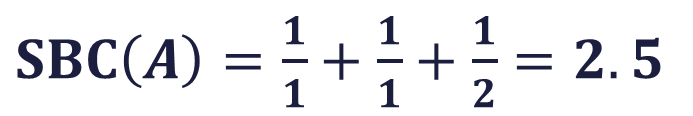 SBC(A) = 1/1 + 1/1 + 1/2 = 2.5